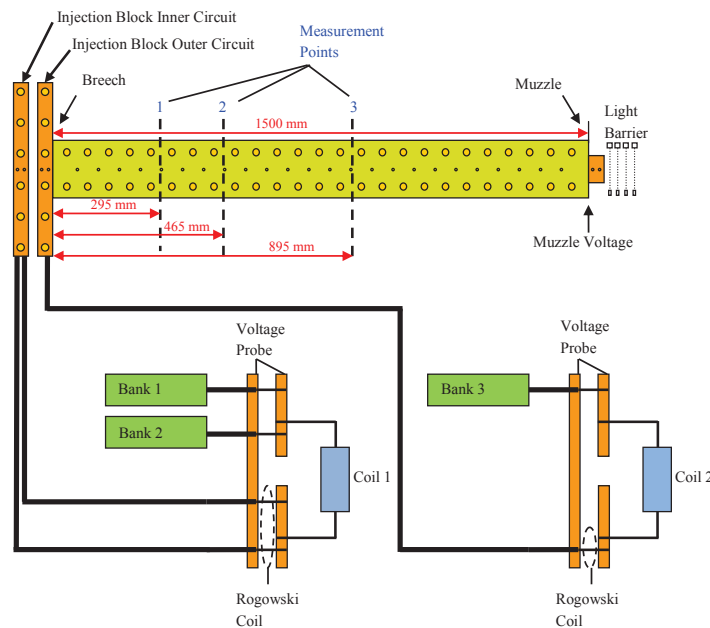 Injection Block Inner Circuit
Injection Block Outer Circuit
Measurement
Points
Breech
Muzzle
Light
Barrier
1
2
3
1500 mm
295 mm
465 mm
895 mm
Muzzle Voltage
Voltage
Probe
Voltage
Probe
Bank 1
Bank 3
Bank 2
Coil 1
Coil 2
Rogowski
Coil
Rogowski
Coil